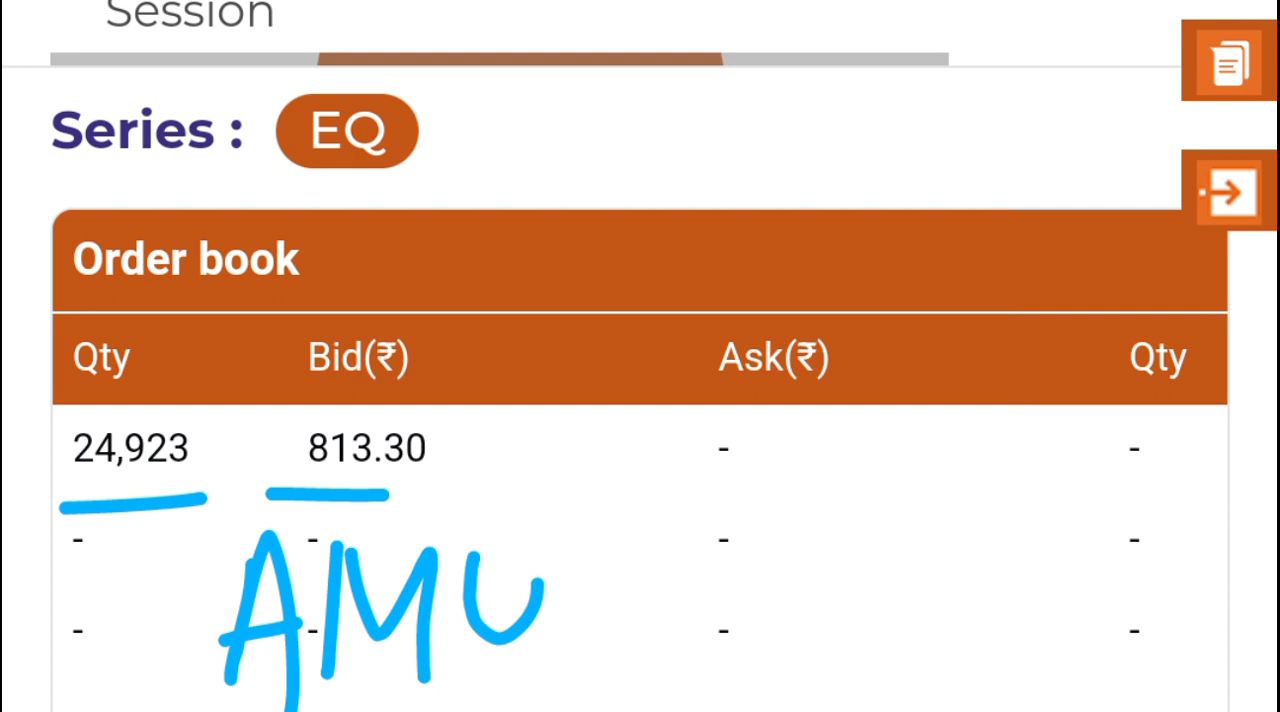 Session
Series : EQ
Order book
Qty Bid(₹) Ask(₹) Qty
24,923 813.30 - -
- - - -
- - - -
AMU